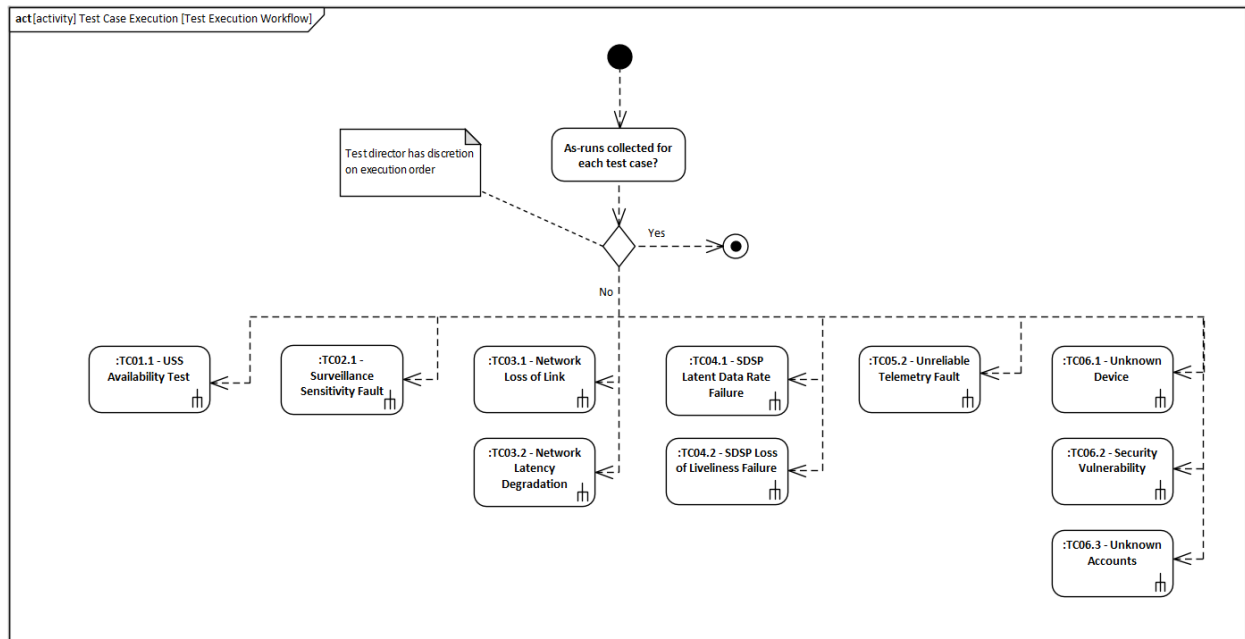 act [activity] Test Case Execution [Test Execution Workflow]
As-runs collected for
each test case?
Test director has discretion
on execution order
Yes
No
:TC01.1 - USS
Availability Test
:TC02.1 -
Surveillance
Sensitivity Fault
:TC03.1 - Network
Loss of Link
:TC04.1 - SDSP
Latent Data Rate
Failure
:TC05.2 - Unreliable
Telemetry Fault
:TC06.1 - Unknown
Device
:TC03.2 - Network
Latency
Degradation
:TC04.2 - SDSP Loss
of Liveliness Failure
:TC06.2 - Security
Vulnerability
:TC06.3 - Unknown
Accounts